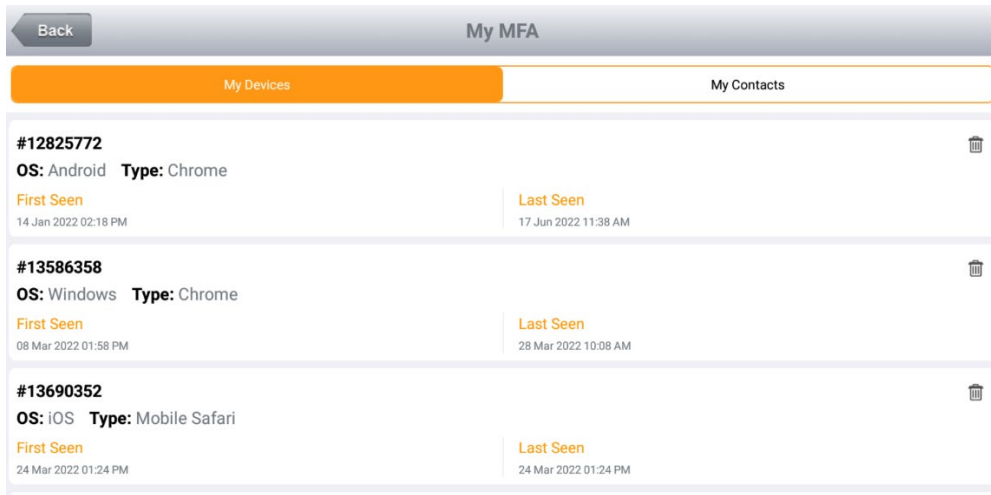 Back
My MFA
My Devices
My Contacts
#12825772
OS: Android Type: Chrome
First Seen
Last Seen
14 Jan 2022 02:18 PM
17 Jun 2022 11:38 AM
#13586358
OS: Windows Type: Chrome
First Seen
Last Seen
08 Mar 2022 01:58 PM
28 Mar 2022 10:08 AM
#13690352
OS: iOS Type: Mobile Safari
First Seen
Last Seen
24 Mar 2022 01:24 PM
24 Mar 2022 01:24 PM